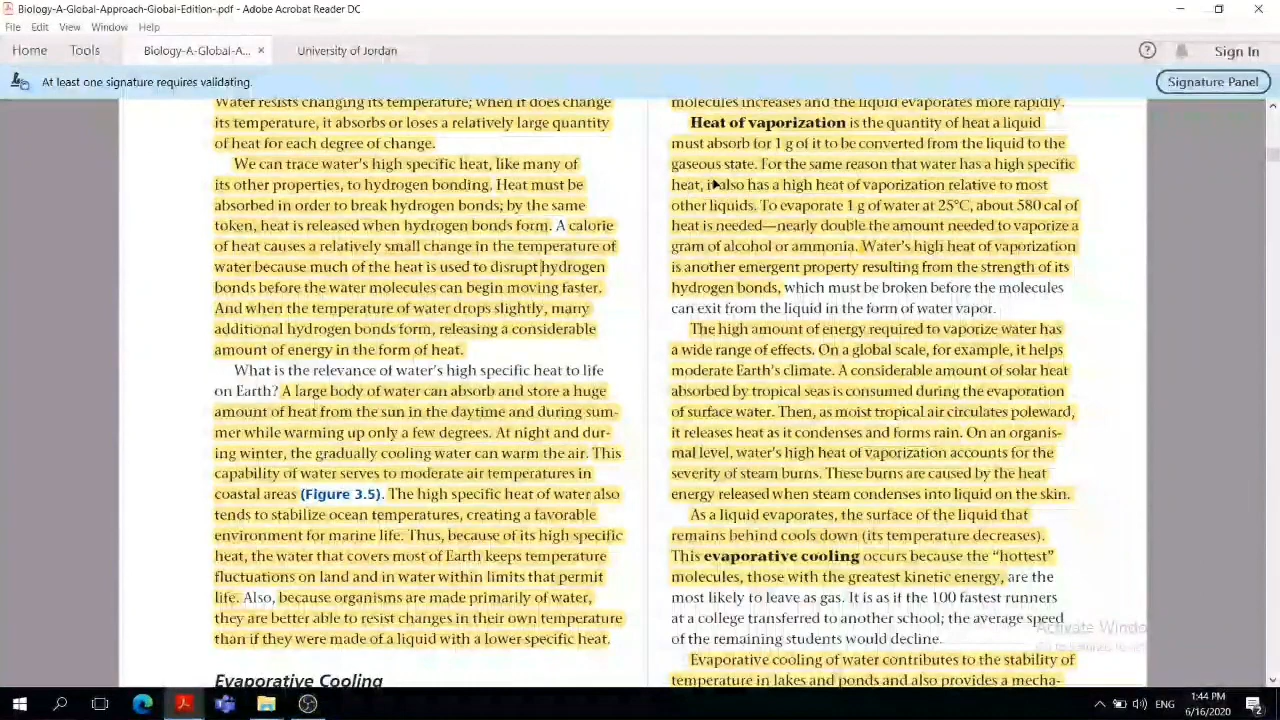 Biology-A-Global-Approach-Global-Edition-.pdf - Adobe Acrobat Reader DC
File Edit View Window Help
Home Tools Biology-A-Global-A... × University of Jordan Sign In
At least one signature requires validating. Signature Panel
Water resists changing its temperature; when it does change
its temperature, it absorbs or loses a relatively large quantity
of heat for each degree of change.
We can trace water's high specific heat, like many of
its other properties, to hydrogen bonding. Heat must be
absorbed in order to break hydrogen bonds; by the same
token, heat is released when hydrogen bonds form. A calorie
of heat causes a relatively small change in the temperature of
water because much of the heat is used to disrupt hydrogen
bonds before the water molecules can begin moving faster.
And when the temperature of water drops slightly, many
additional hydrogen bonds form, releasing a considerable
amount of energy in the form of heat.
What is the relevance of water's high specific heat to life
on Earth? A large body of water can absorb and store a huge
amount of heat from the sun in the daytime and during sum-
mer while warming up only a few degrees. At night and dur-
ing winter, the gradually cooling water can warm the air. This
capability of water serves to moderate air temperatures in
coastal areas (Figure 3.5). The high specific heat of water also
tends to stabilize ocean temperatures, creating a favorable
environment for marine life. Thus, because of its high specific
heat, the water that covers most of Earth keeps temperature
fluctuations on land and in water within limits that permit
life. Also, because organisms are made primarily of water,
they are better able to resist changes in their own temperature
than if they were made of a liquid with a lower specific heat.
Evaporative Cooling
molecules increases and the liquid evaporates more rapidly.
Heat of vaporization is the quantity of heat a liquid
must absorb for 1 g of it to be converted from the liquid to the
gaseous state. For the same reason that water has a high specific
heat, it also has a high heat of vaporization relative to most
other liquids. To evaporate 1 g of water at 25°C, about 580 cal of
heat is needed—nearly double the amount needed to vaporize a
gram of alcohol or ammonia. Water's high heat of vaporization
is another emergent property resulting from the strength of its
hydrogen bonds, which must be broken before the molecules
can exit from the liquid in the form of water vapor.
The high amount of energy required to vaporize water has
a wide range of effects. On a global scale, for example, it helps
moderate Earth's climate. A considerable amount of solar heat
absorbed by tropical seas is consumed during the evaporation
of surface water. Then, as moist tropical air circulates poleward,
it releases heat as it condenses and forms rain. On an organis-
mal level, water's high heat of vaporization accounts for the
severity of steam burns. These burns are caused by the heat
energy released when steam condenses into liquid on the skin.
As a liquid evaporates, the surface of the liquid that
remains behind cools down (its temperature decreases).
This evaporative cooling occurs because the "hottest"
molecules, those with the greatest kinetic energy, are the
most likely to leave as gas. It is as if the 100 fastest runners
at a college transferred to another school; the average speed
of the remaining students would decline.
Evaporative cooling of water contributes to the stability of
temperature in lakes and ponds and also provides a mecha-
Activate Windo
ENG
1:44 PM
6/16/2020
2